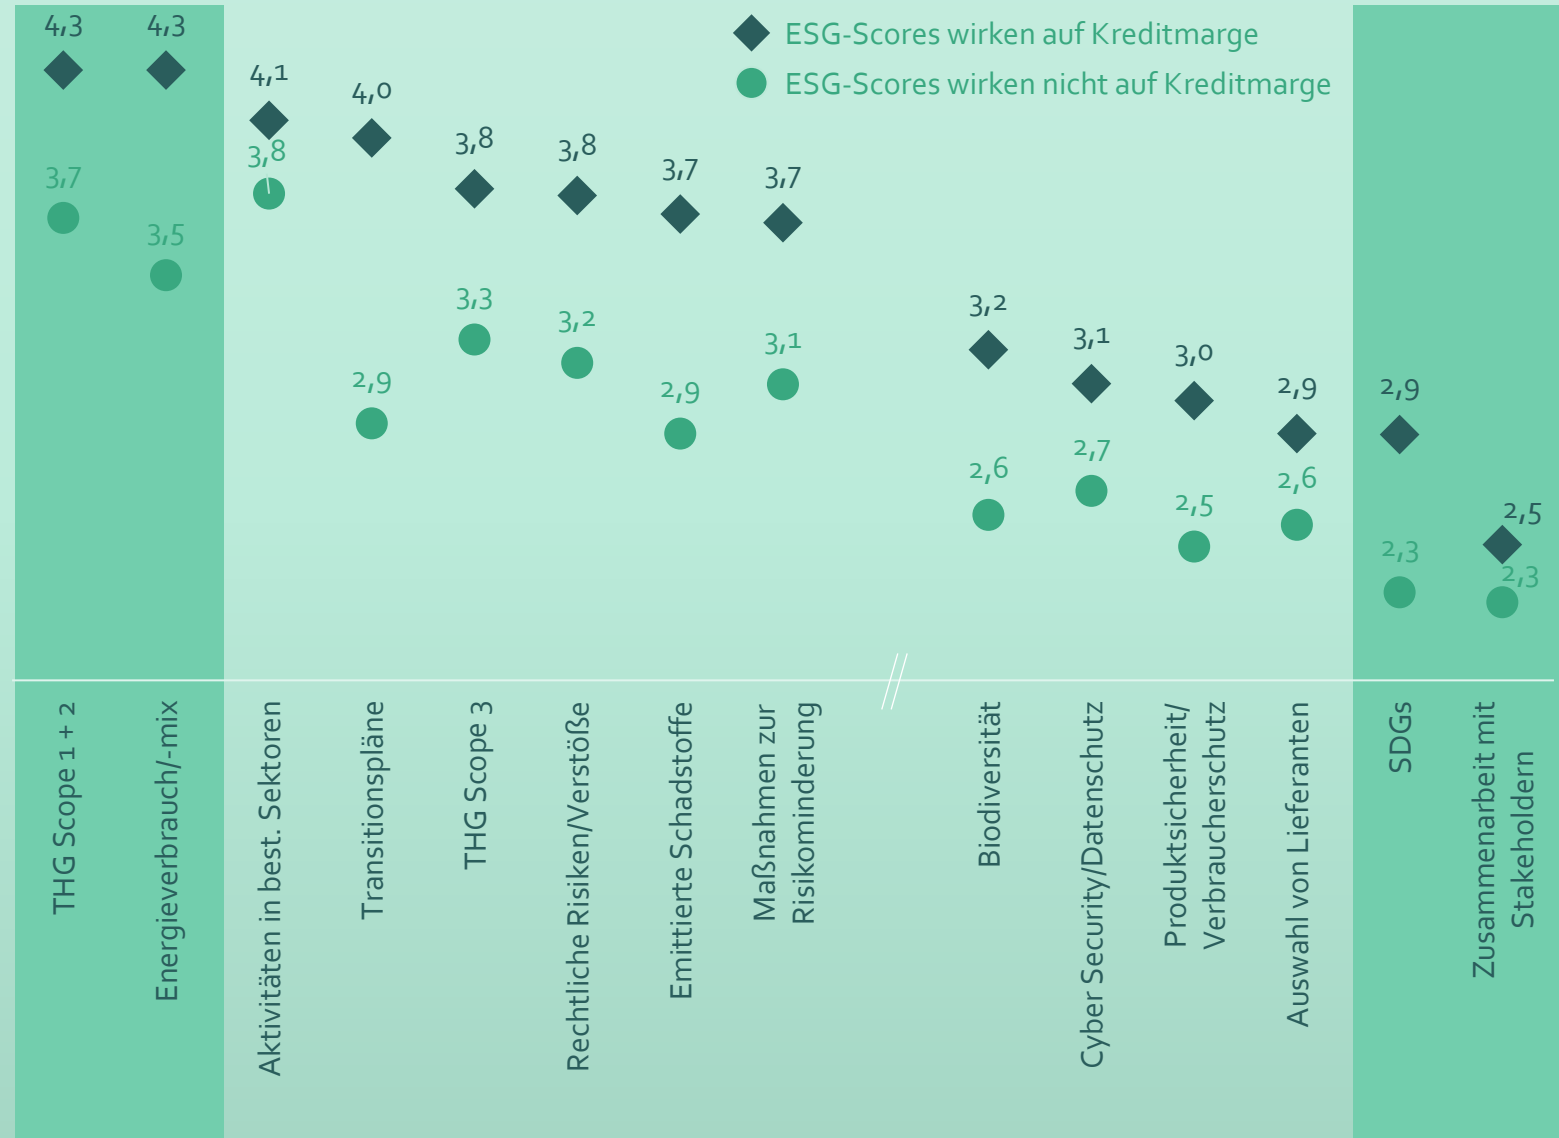 ESG-Scores wirken auf Kreditmarge
ESG-Scores wirken nicht auf Kreditmarge
4,3
4,3
4,1
4,0
3,8
3,8
3,7
3,7
3,2
3,1
3,0
2,9
2,9
2,5
3,7
3,5
3,8
2,9
3,3
3,2
2,9
3,1
2,6
2,7
2,5
2,6
2,3
2,3
THG Scope 1 + 2
Energieverbrauch/-mix
Aktivitäten in best. Sektoren
Transitionspläne
THG Scope 3
Rechtliche Risiken/Verstöße
Emittierte Schadstoffe
Maßnahmen zur
Risikominderung
Biodiversität
Cyber Security/Datenschutz
Produktsicherheit/
Verbraucherschutz
Auswahl von Lieferanten
SDGs
Zusammenarbeit mit
Stakeholdern